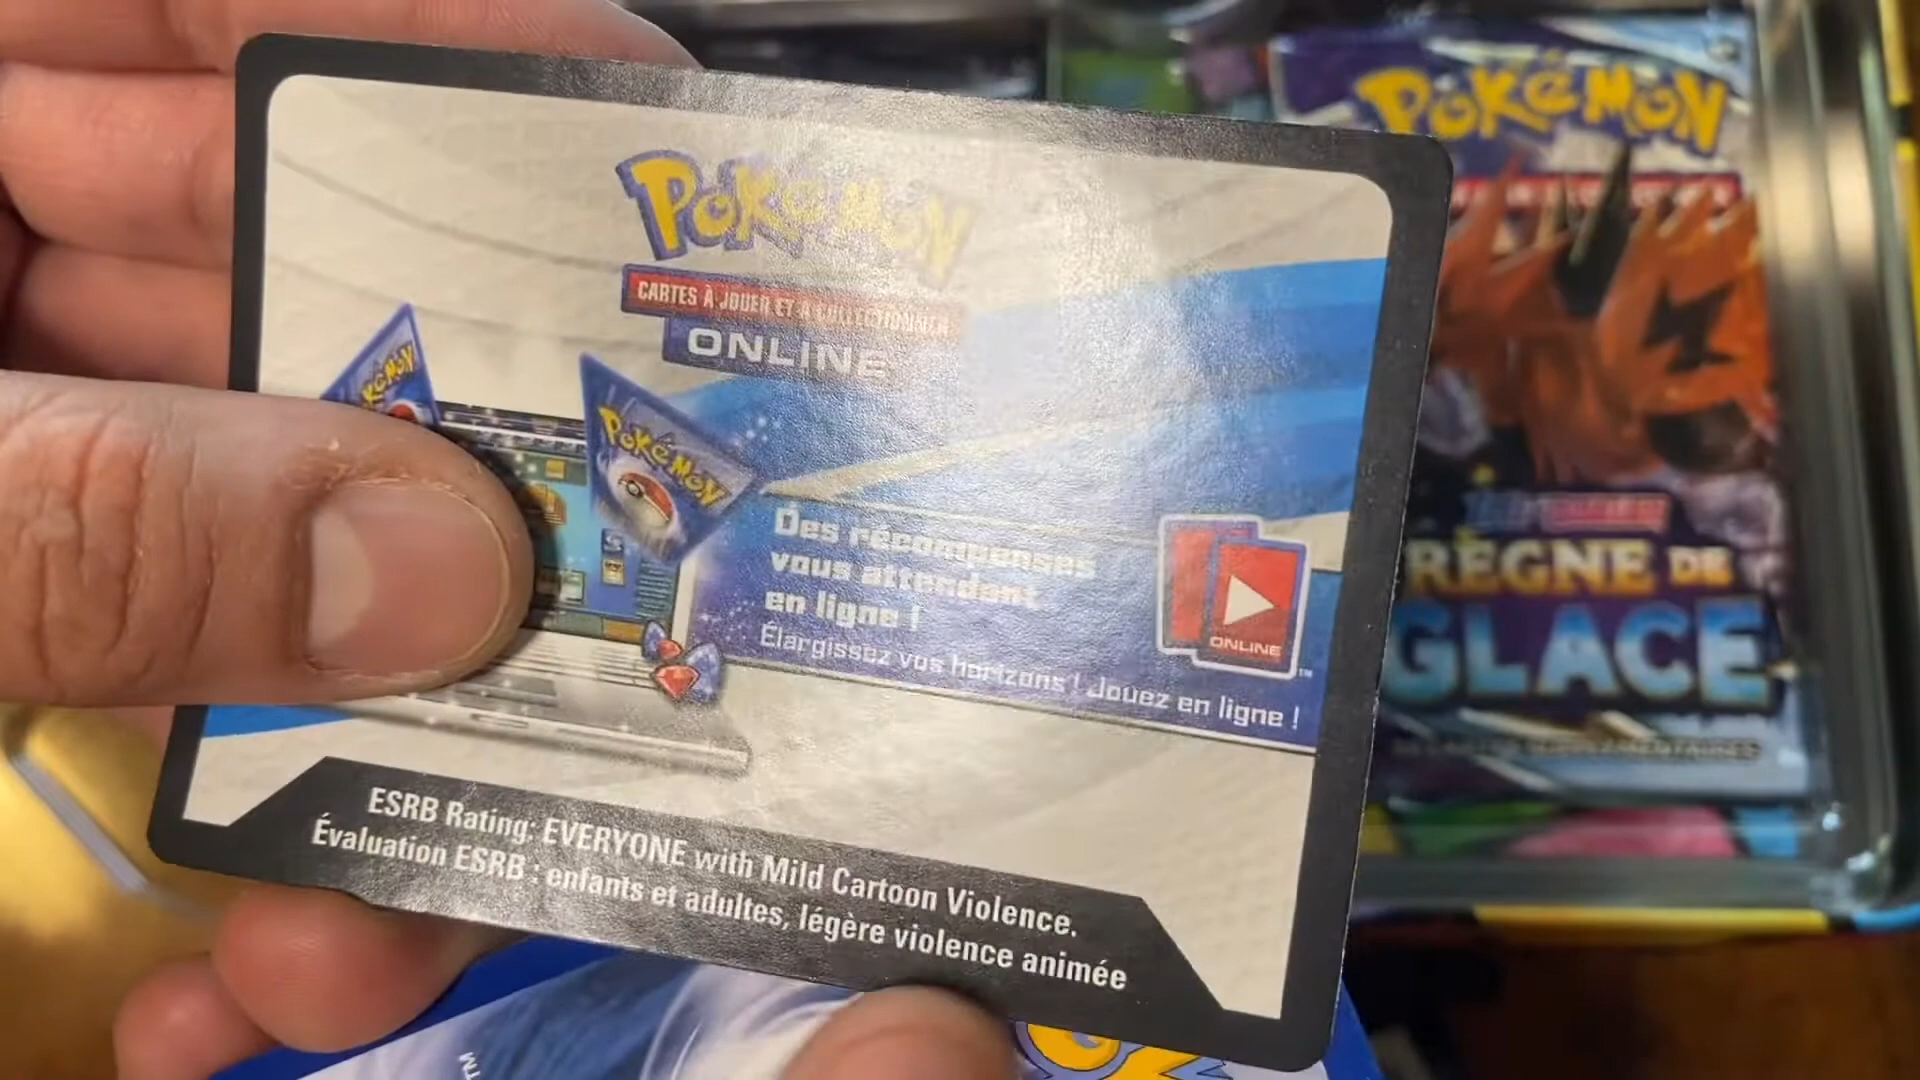 POKéMON
CARTES À JOUER ET À COLLECTIONNER
ONLINE
POKéMON
POKéMON
Des récompenses
vous attendent
en ligne !
Élargissez vos horizons ! Jouez en ligne !
ONLINE
TM
ESRB Rating: EVERYONE with Mild Cartoon Violence.
Évaluation ESRB : enfants et adultes, légère violence animée
TM
POKéMON
RÈGNE DE
GLACE